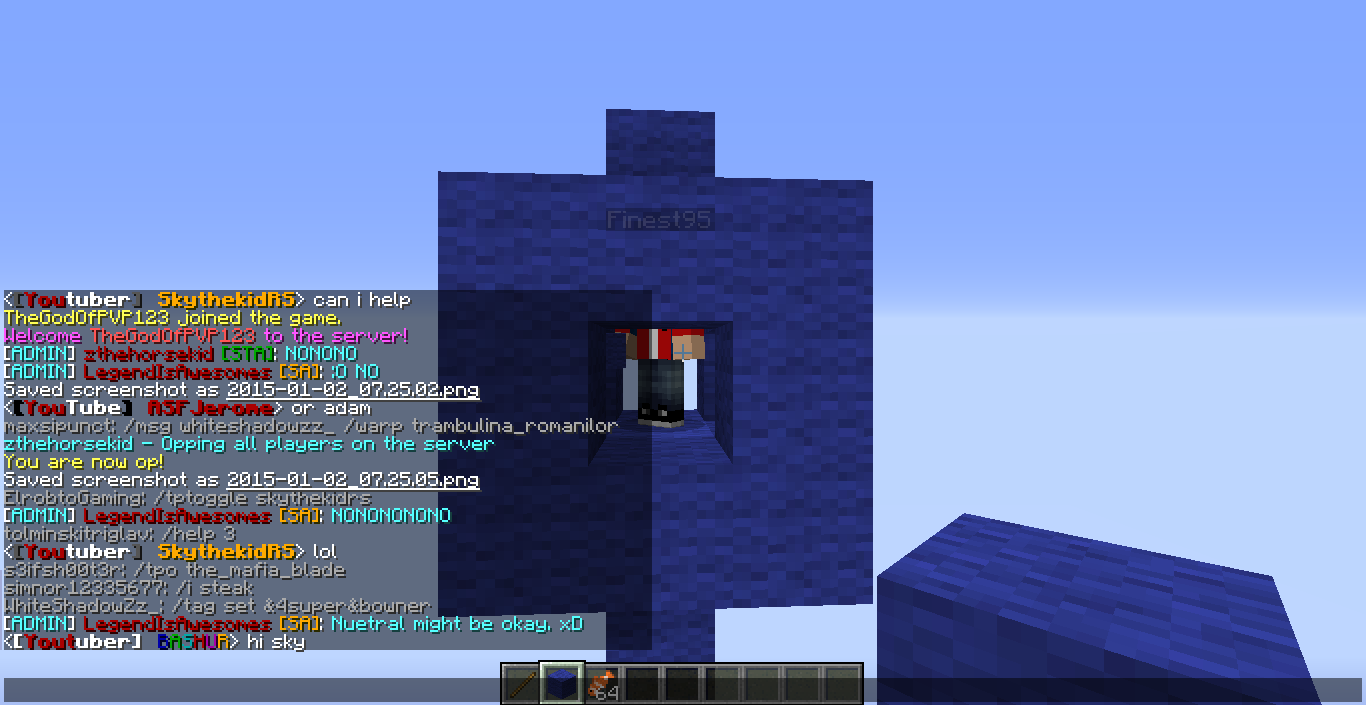 Finest95
<[Youtuber] SkythekidRS> can i help
TheGodOfPVP123 joined the game.
Welcome TheGodOfPVP123 to the server!
[ADMIN] zthehorsekid [STA]: NONONO
[ADMIN] LegendIsAwesomes [SA]: :O NO
Saved screenshot as 2015-01-02_07.25.02.png
<[YouTube] ASFJerome> or adam
maxsipunct: /msg whiteshadowzz_ /warp trambulina_romanilor
zthehorsekid - Opping all players on the server
You are now op!
Saved screenshot as 2015-01-02_07.25.05.png
ElrobtoGaming: /tptoggle skythekidrs
[ADMIN] LegendIsAwesomes [SA]: NONONONONO
tolminskitriglav: /help 3
<[Youtuber] SkythekidRS> lol
s3lfsh00t3r: /tpo the_mafia_blade
simnor12335677: /i steak
WhiteShadowZz_: /tag set &4super&bowner
[ADMIN] LegendIsAwesomes [SA]: Nuetral might be okay. xD
<[Youtuber] BASHUR> hi sky
64